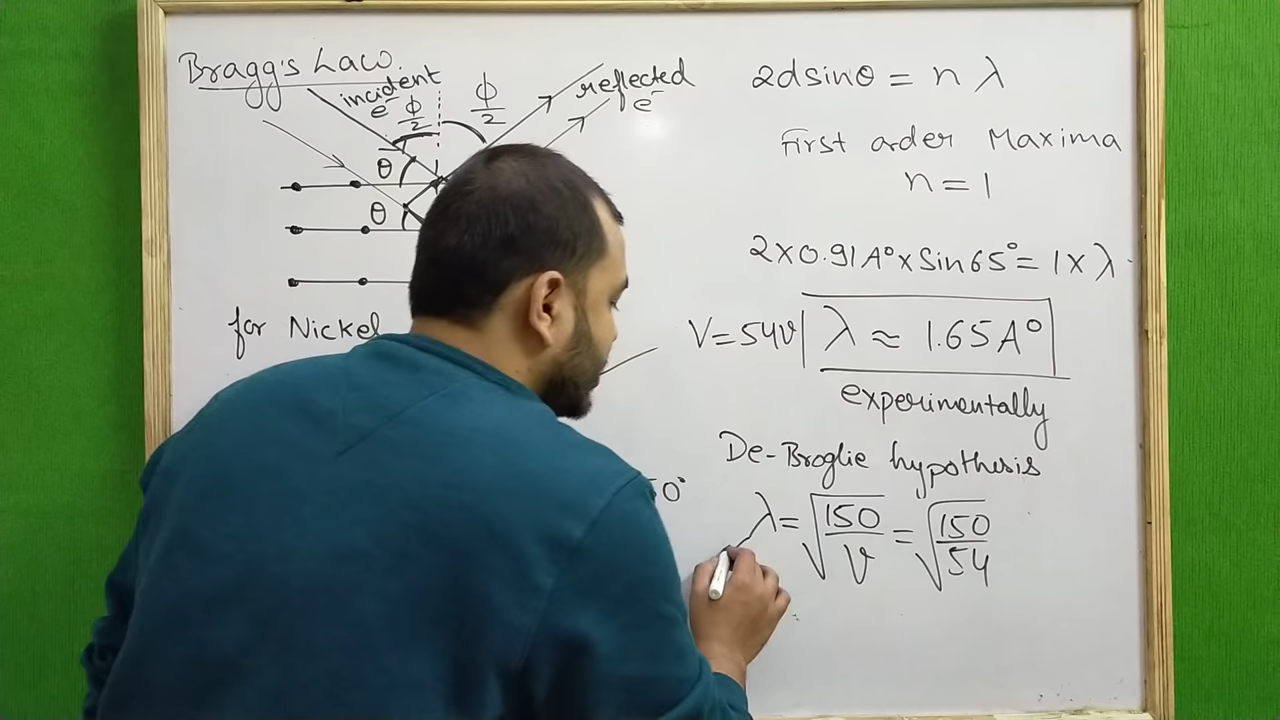 Bragg's Law.
incident
e⁻
ϕ/2
ϕ/2
reflected
e⁻
θ
θ
for Nickel
2dsinθ = n λ
First order Maxima
n = 1
2×0.91A°×Sin65°= 1×λ
V=54V
λ ≈ 1.65A°
experimentally
De-Broglie hypothesis
λ= √150/V = √150/54